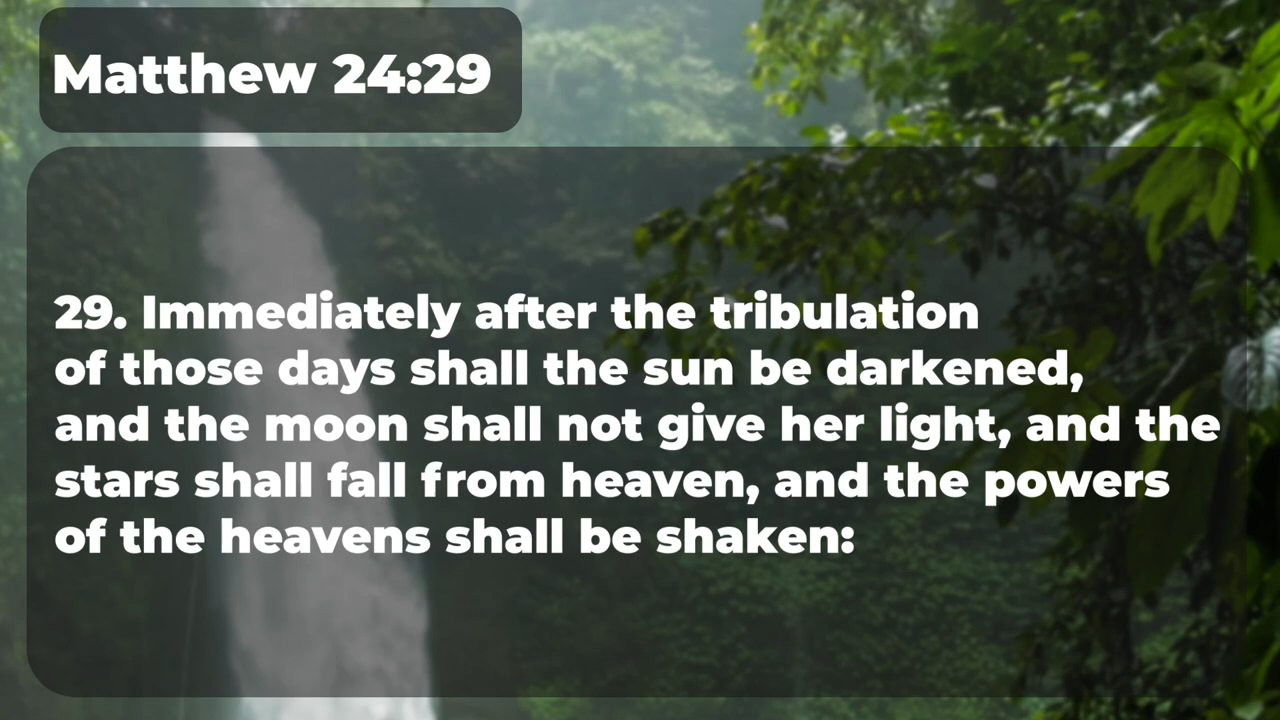 Matthew 24:29
29. Immediately after the tribulation
of those days shall the sun be darkened,
and the moon shall not give her light, and the
stars shall fall from heaven, and the powers
of the heavens shall be shaken: